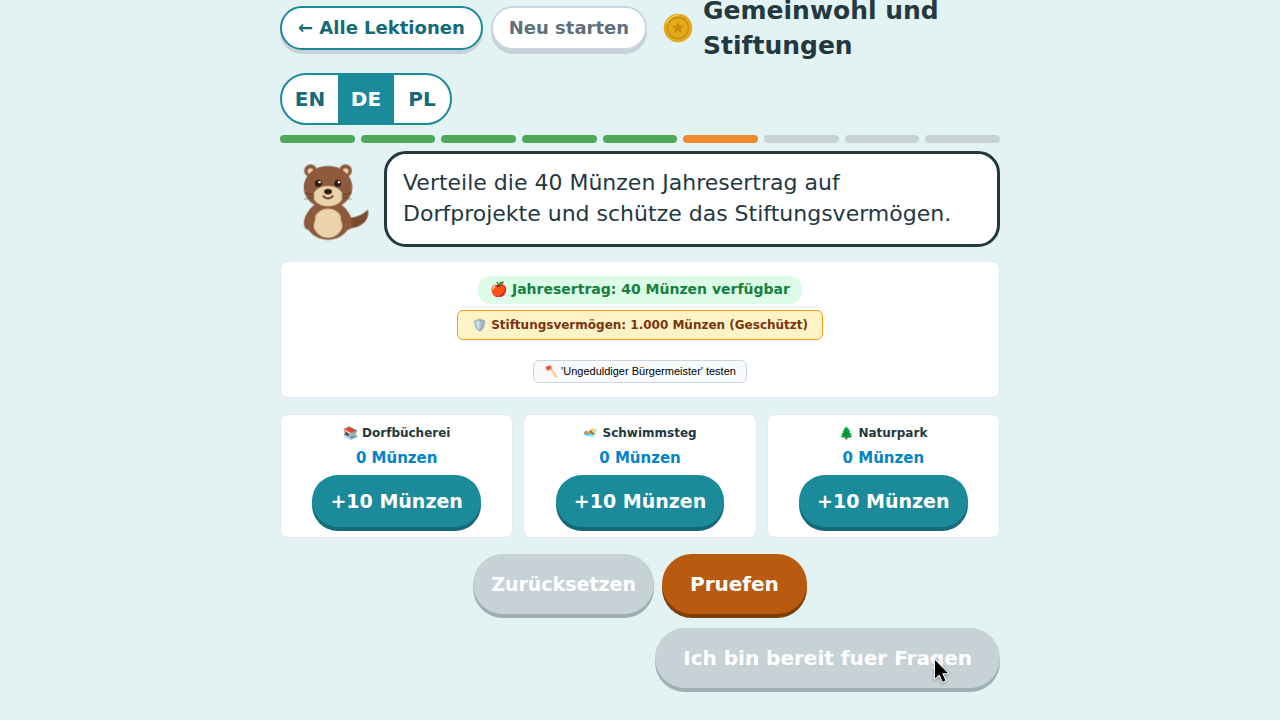 ← Alle Lektionen
Neu starten
Gemeinwohl und
Stiftungen
EN DE PL
Verteile die 40 Münzen Jahresertrag auf
Dorfprojekte und schütze das Stiftungsvermögen.
🍎 Jahresertrag: 40 Münzen verfügbar
🛡️ Stiftungsvermögen: 1.000 Münzen (Geschützt)
🪓 'Ungeduldiger Bürgermeister' testen
📚 Dorfbücherei
0 Münzen
+10 Münzen
🛶 Schwimmsteg
0 Münzen
+10 Münzen
🌲 Naturpark
0 Münzen
+10 Münzen
Zurücksetzen
Pruefen
Ich bin bereit fuer Fragen